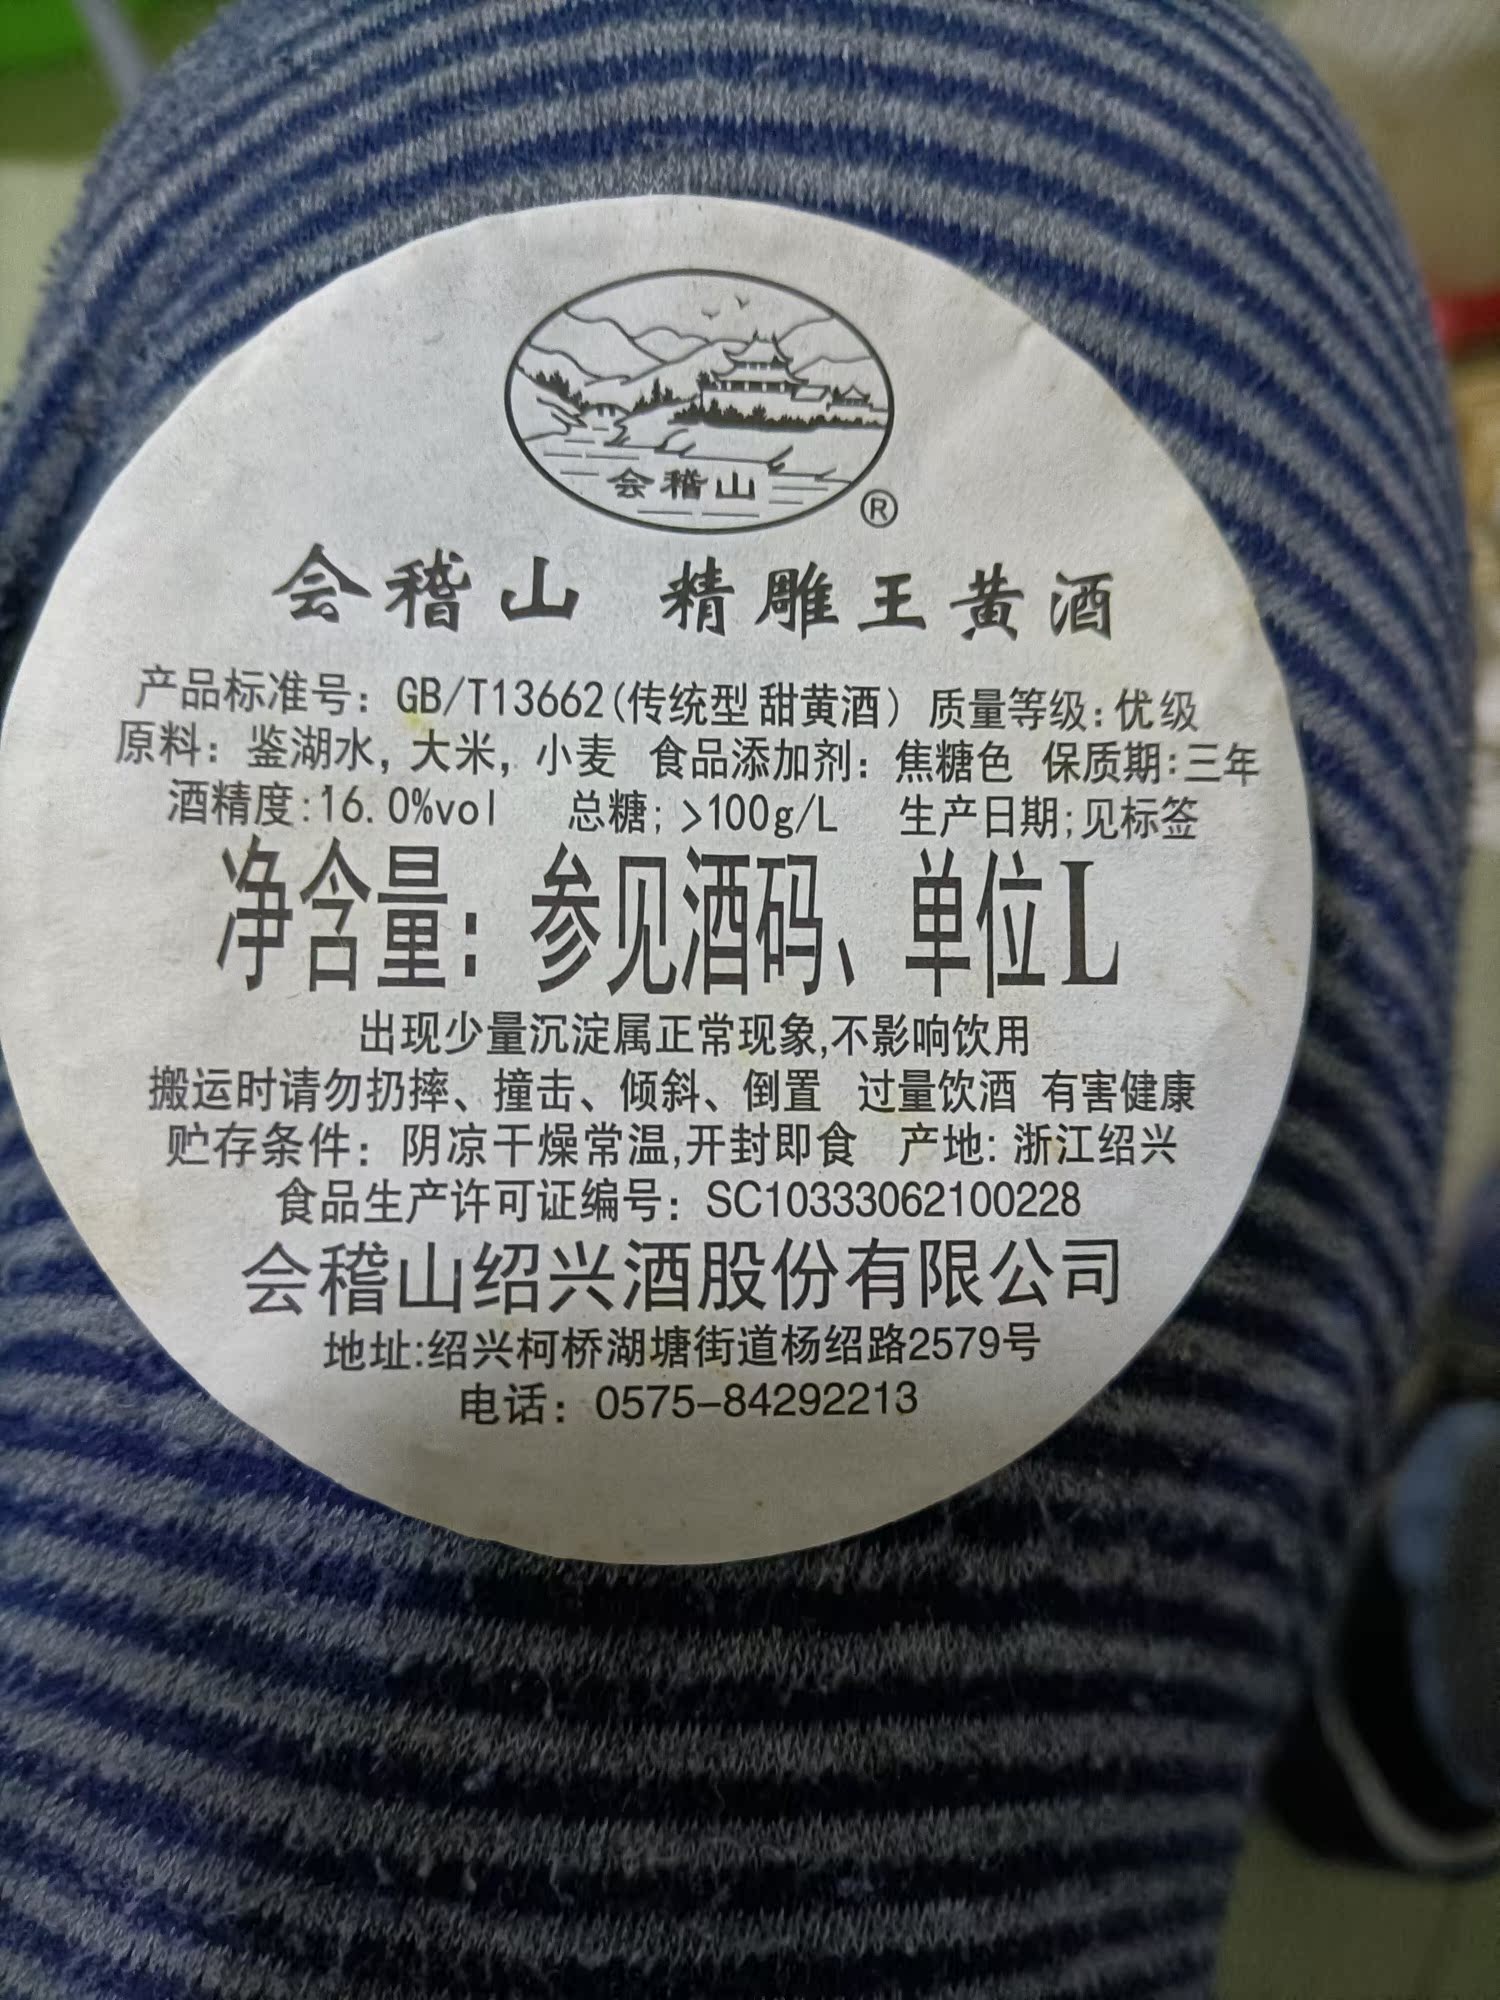 会稽山
®
会稽山 精雕王黄酒
产品标准号：GB/T13662(传统型 甜黄酒）质量等级:优级
原料：鉴湖水，大米，小麦 食品添加剂：焦糖色 保质期:三年
酒精度:16.0%vol 总糖;>100g/L 生产日期;见标签
净含量：参见酒码、单位L
出现少量沉淀属正常现象,不影响饮用
搬运时请勿扔摔、撞击、倾斜、倒置 过量饮酒 有害健康
贮存条件：阴凉干燥常温,开封即食 产地:浙江绍兴
食品生产许可证编号：SC10333062100228
会稽山绍兴酒股份有限公司
地址:绍兴柯桥湖塘街道杨绍路2579号
电话：0575-84292213